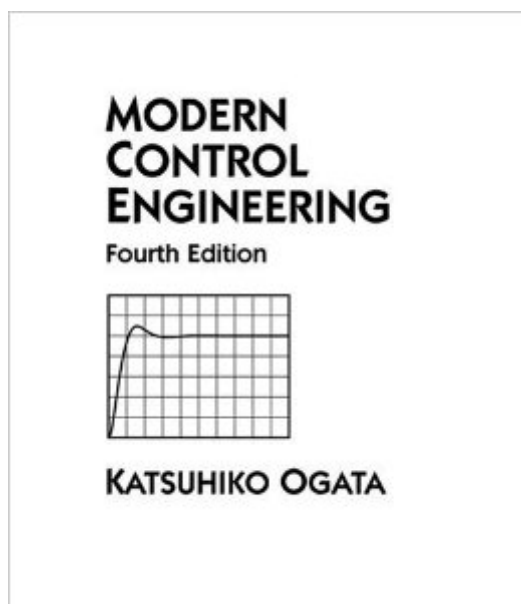 MODERN
CONTROL
ENGINEERING
Fourth Edition
KATSUHIKO OGATA